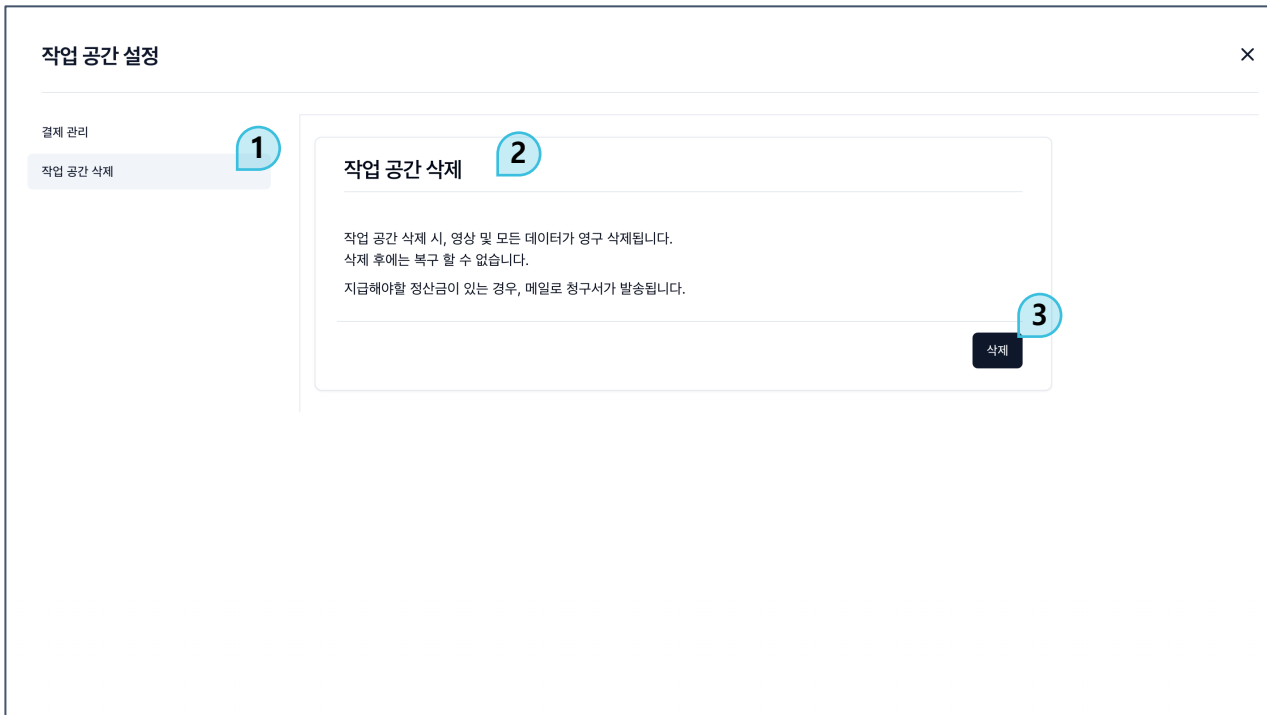 작업 공간 설정
결제 관리
1
작업 공간 삭제
2
작업 공간 삭제
작업 공간 삭제 시, 영상 및 모든 데이터가 영구 삭제됩니다.
삭제 후에는 복구 할 수 없습니다.
지급해야할 정산금이 있는 경우, 메일로 청구서가 발송됩니다.
3
삭제